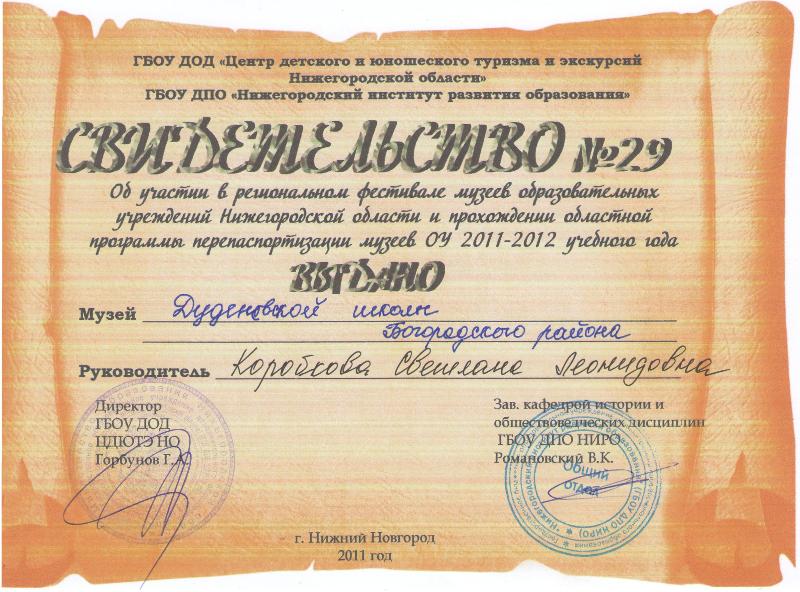 ГБОУ ДОД «Центр детского и юношеского туризма и экскурсий
Нижегородской области»
ГБОУ ДПО «Нижегородский институт развития образования»
СВИДЕТЕЛЬСТВО №29
Об участии в региональном фестивале музеев образовательных
учреждений Нижегородской области и прохождении областной
программы перепаспортизации музеев ОУ 2011-2012 учебного года
ВЫДАНО
Музей Дуденевской школы
Богородского района
Руководитель Коробкова Светлана Леонидовна
Директор
ГБОУ ДОД
ЦДЮТЭ НО
Горбунов Г.А.
Зав. кафедрой истории и
обществоведческих дисциплин
ГБОУ ДПО НИРО
Романовский В.К.
Общий
отдел
г. Нижний Новгород
2011 год